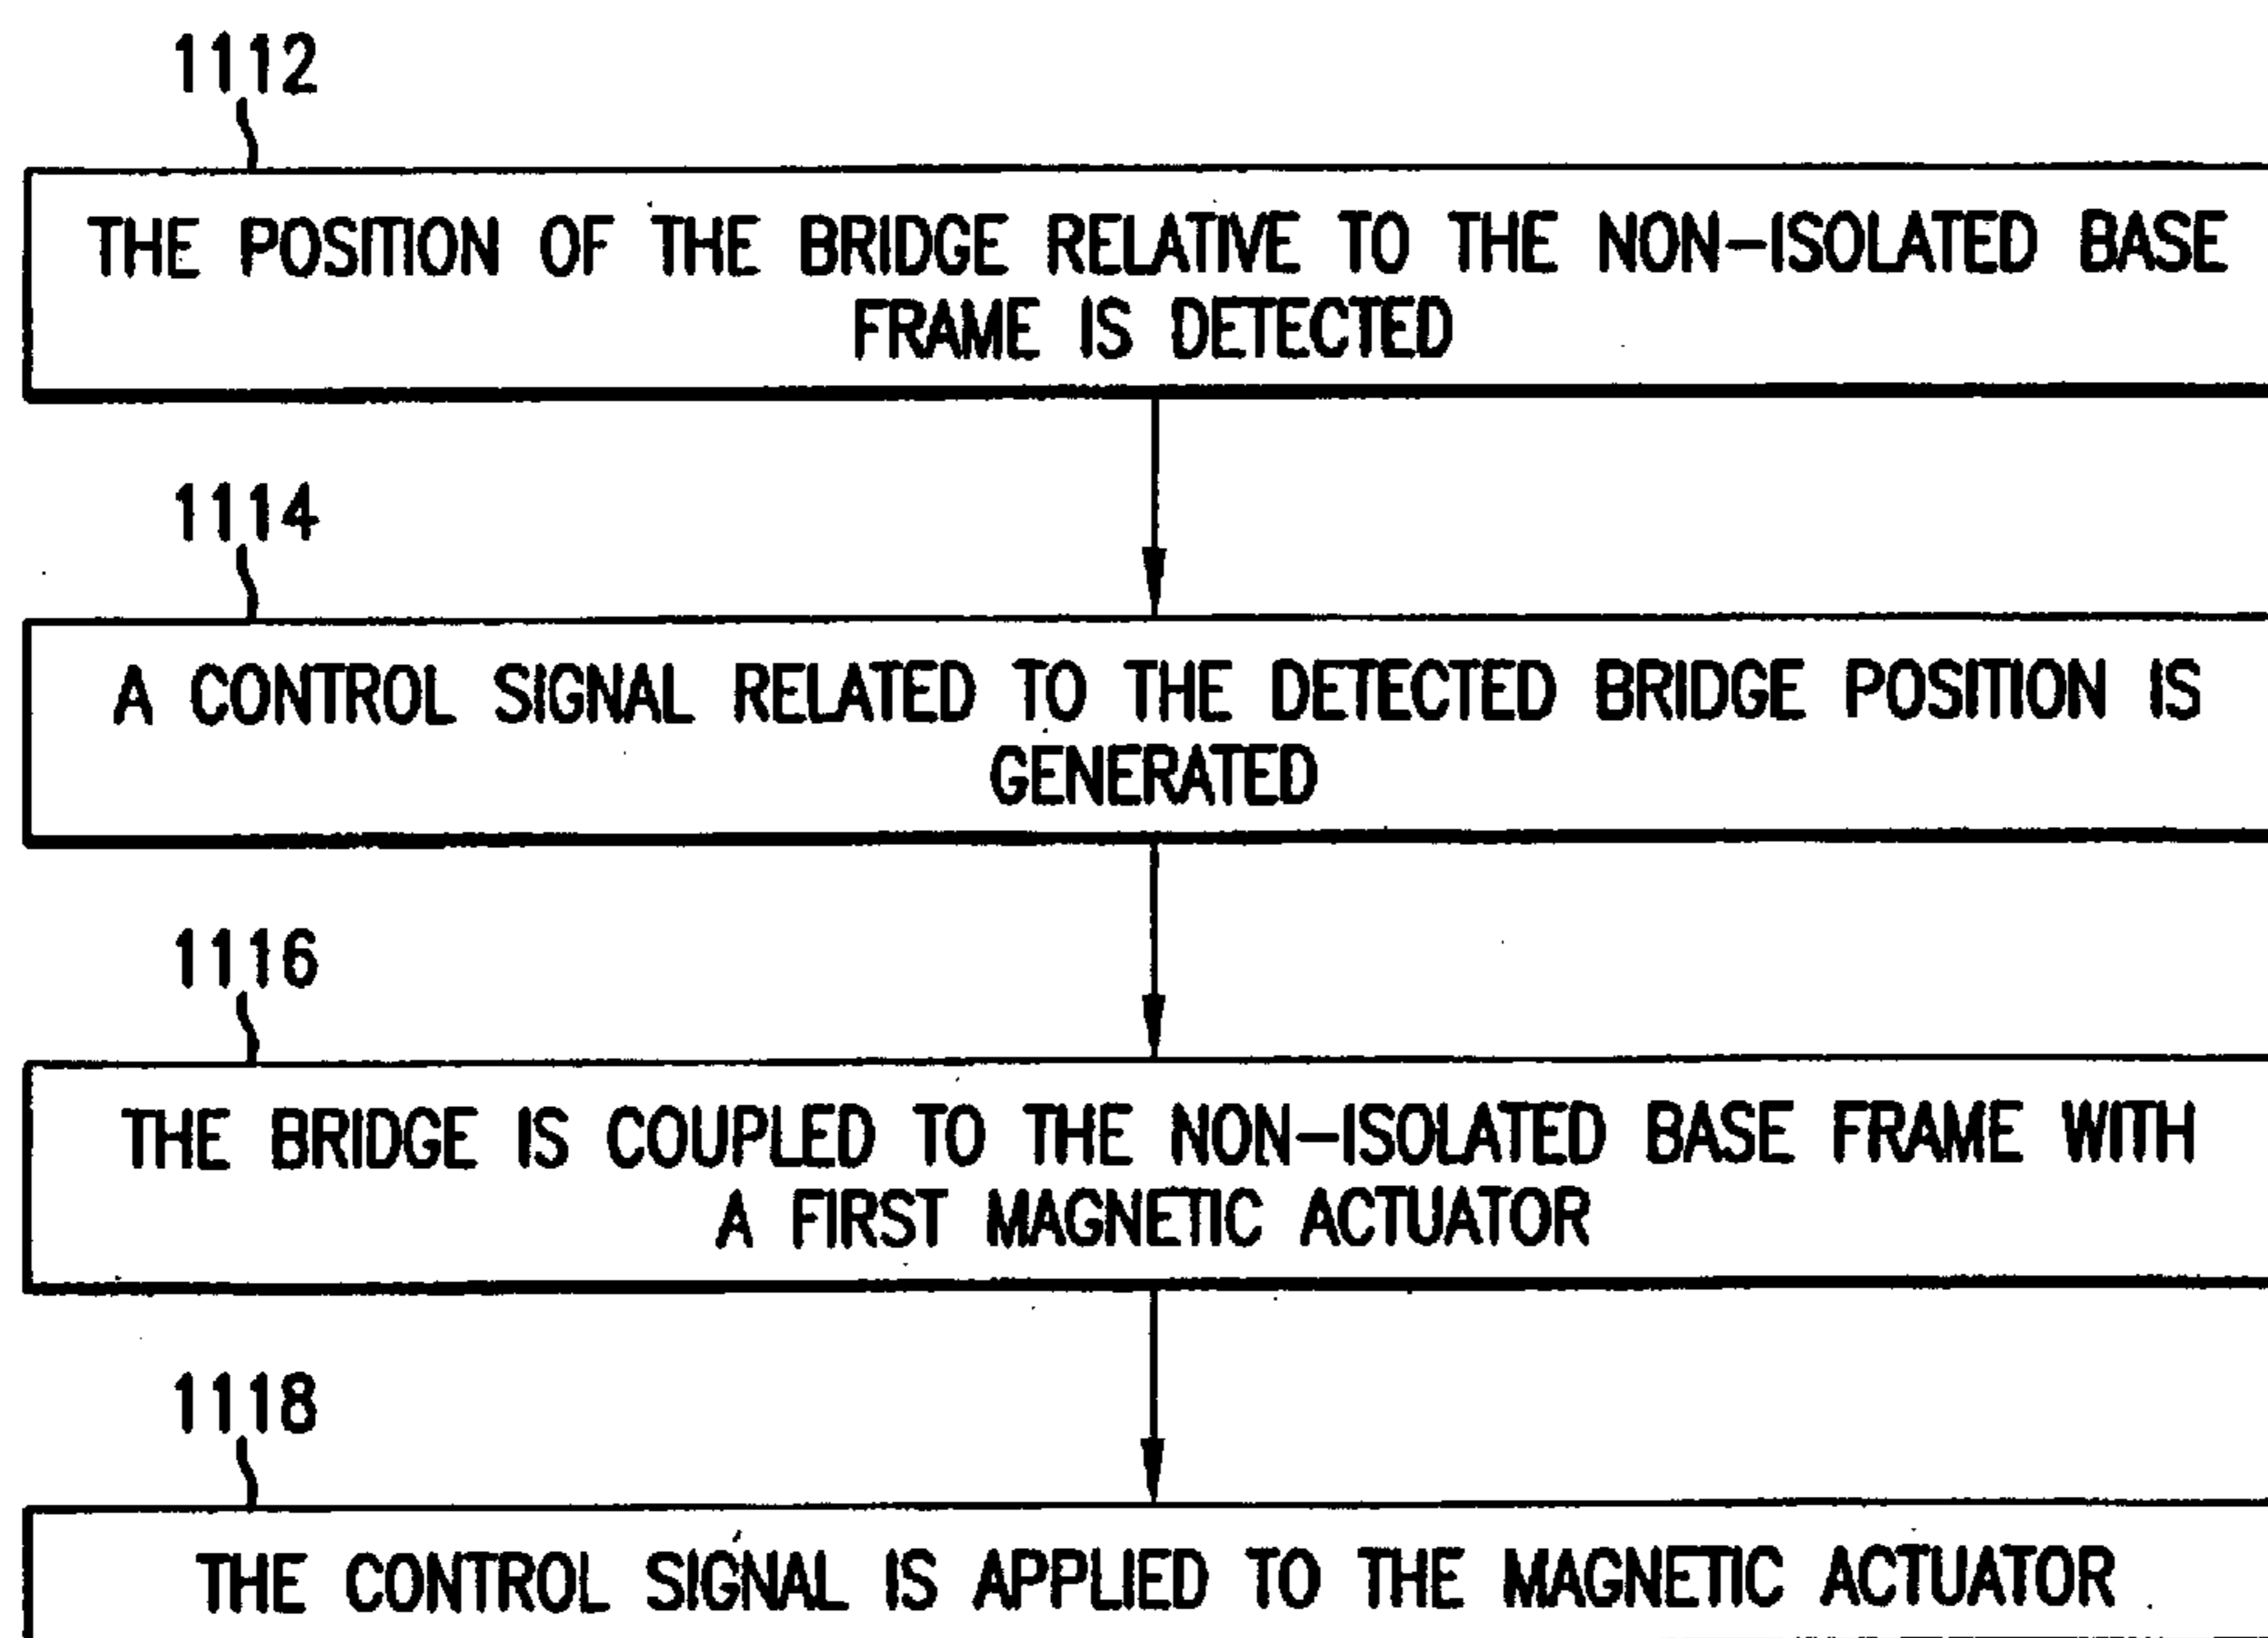 1112
THE POSITION OF THE BRIDGE RELATIVE TO THE NON-ISOLATED BASE
FRAME IS DETECTED
1114
A CONTROL SIGNAL RELATED TO THE DETECTED BRIDGE POSITION IS
GENERATED
1116
THE BRIDGE IS COUPLED TO THE NON-ISOLATED BASE FRAME WITH
A FIRST MAGNETIC ACTUATOR
1118
THE CONTROL SIGNAL IS APPLIED TO THE MAGNETIC ACTUATOR